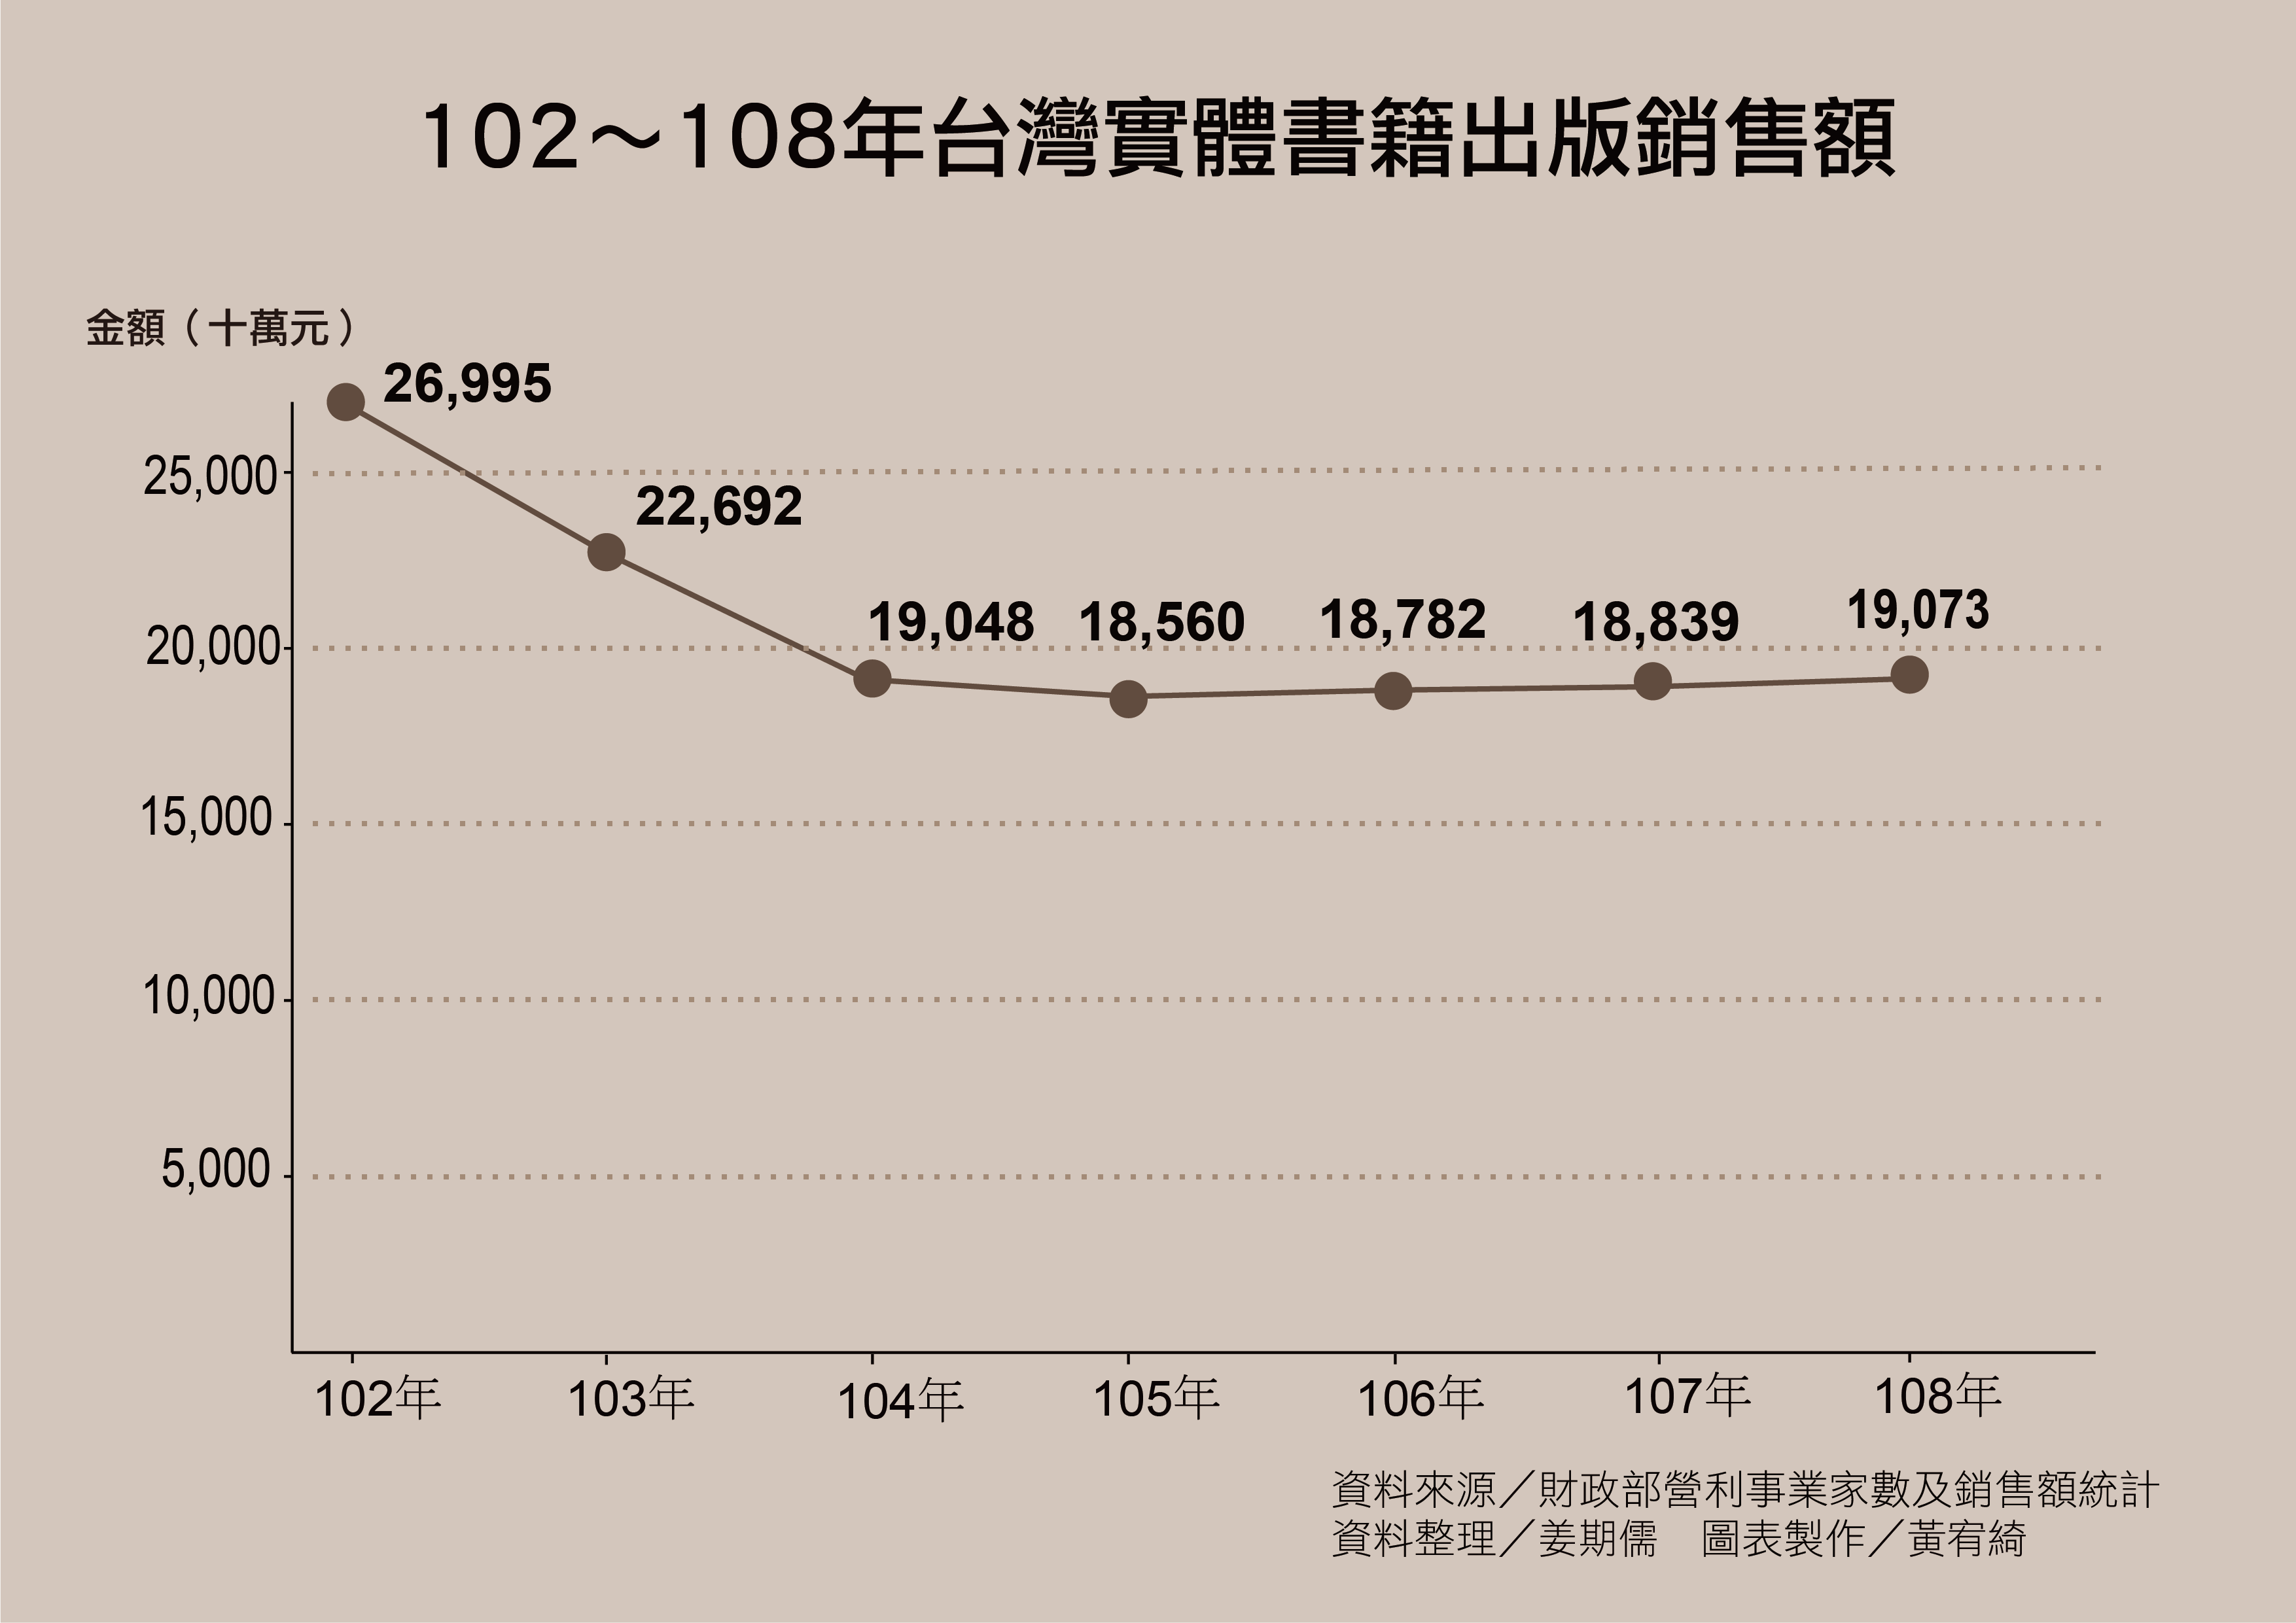 102～108年台灣實體書籍出版銷售額
金額（十萬元）
26,995
25,000
22,692
19,048 18,560 18,782 18,839 19,073
20,000
15,000
10,000
5,000
102年 103年 104年 105年 106年 107年 108年
資料來源／財政部營利事業家數及銷售額統計
資料整理／姜期儒　圖表製作／黃宥綺